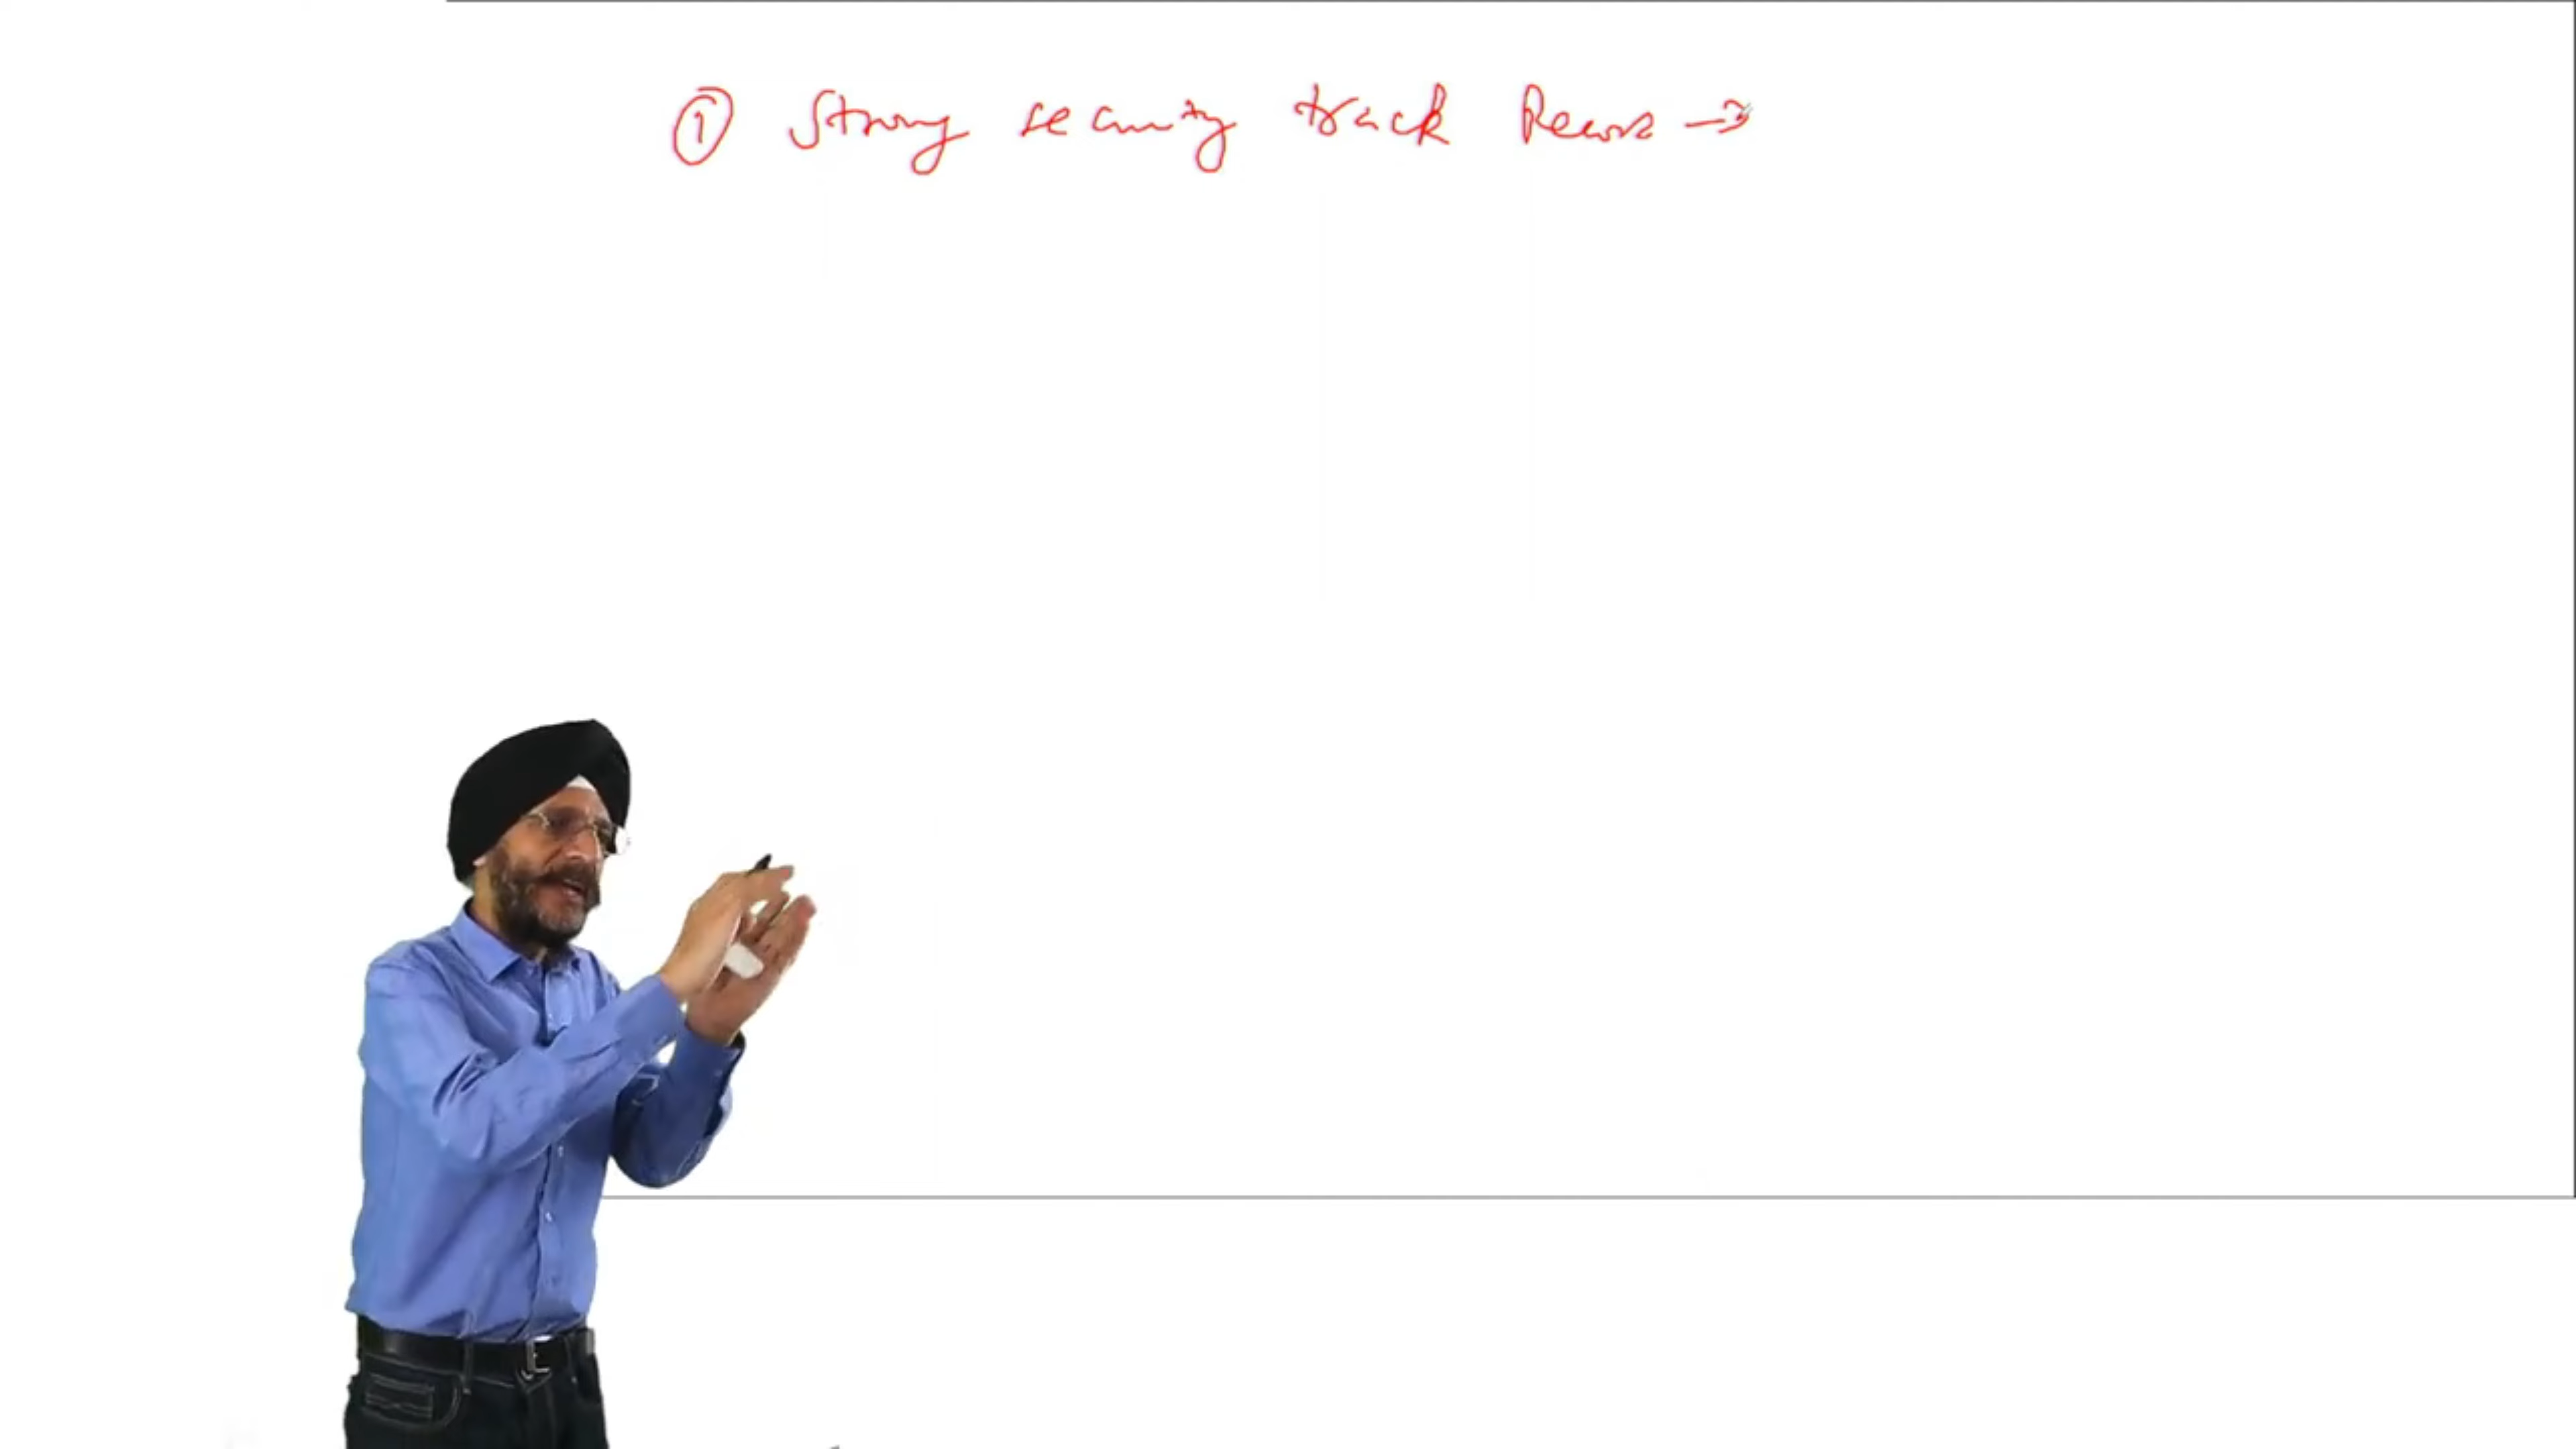 ① Strong security track Record →